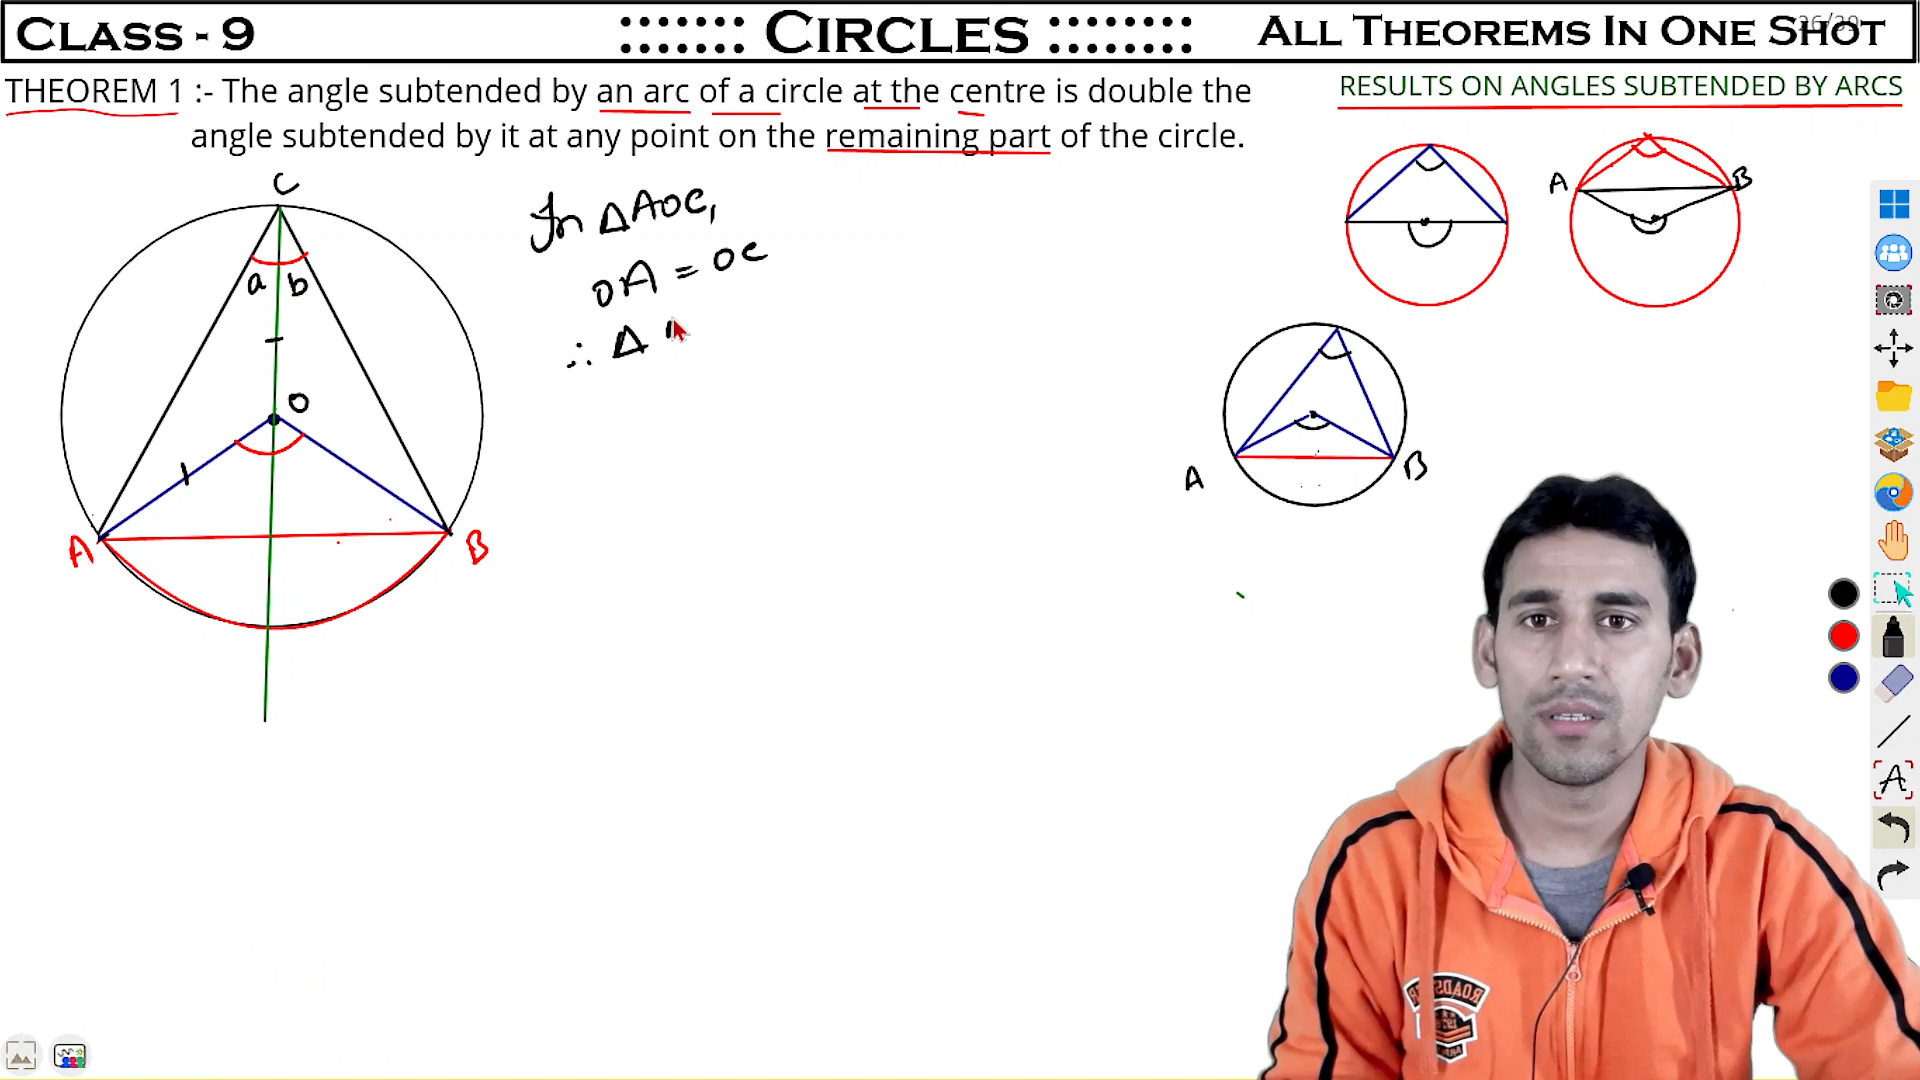 CLASS - 9
::::::: CIRCLES ::::::::
ALL THEOREMS IN ONE SHOT
THEOREM 1 :- The angle subtended by an arc of a circle at the centre is double the
angle subtended by it at any point on the remaining part of the circle.
RESULTS ON ANGLES SUBTENDED BY ARCS
C
a b
O
A
B
In ΔAOC,
OA = OC
∴ Δ
A
B
A
B
ROADS